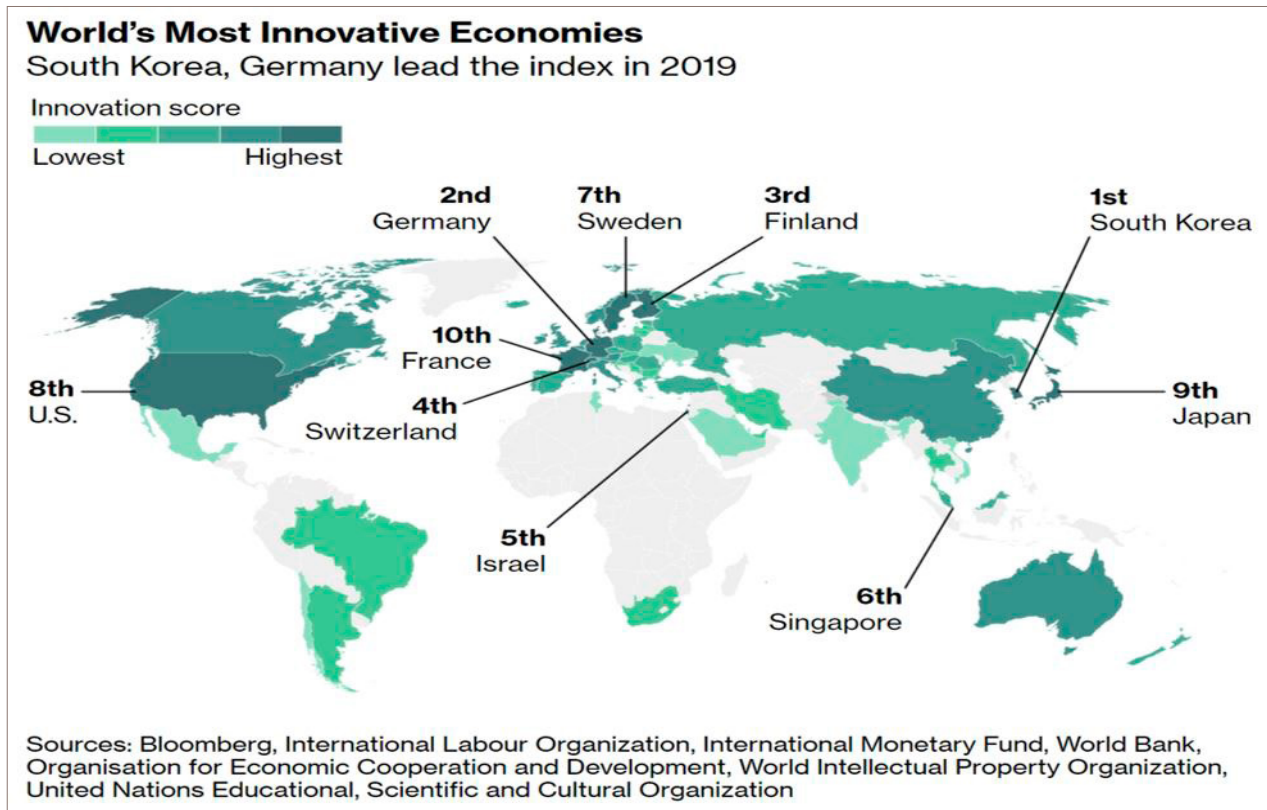 World's Most Innovative Economies
South Korea, Germany lead the index in 2019
Innovation score
Lowest Highest
2nd
Germany
7th
Sweden
3rd
Finland
1st
South Korea
10th
France
8th
U.S.
4th
Switzerland
9th
Japan
5th
Israel
6th
Singapore
Sources: Bloomberg, International Labour Organization, International Monetary Fund, World Bank,
Organisation for Economic Cooperation and Development, World Intellectual Property Organization,
United Nations Educational, Scientific and Cultural Organization